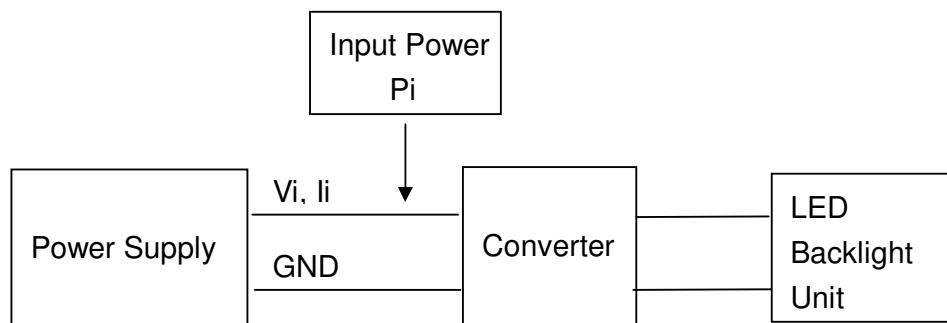 Input Power
Pi
Vi, Ii
Power Supply
GND
Converter
LED
Backlight
Unit